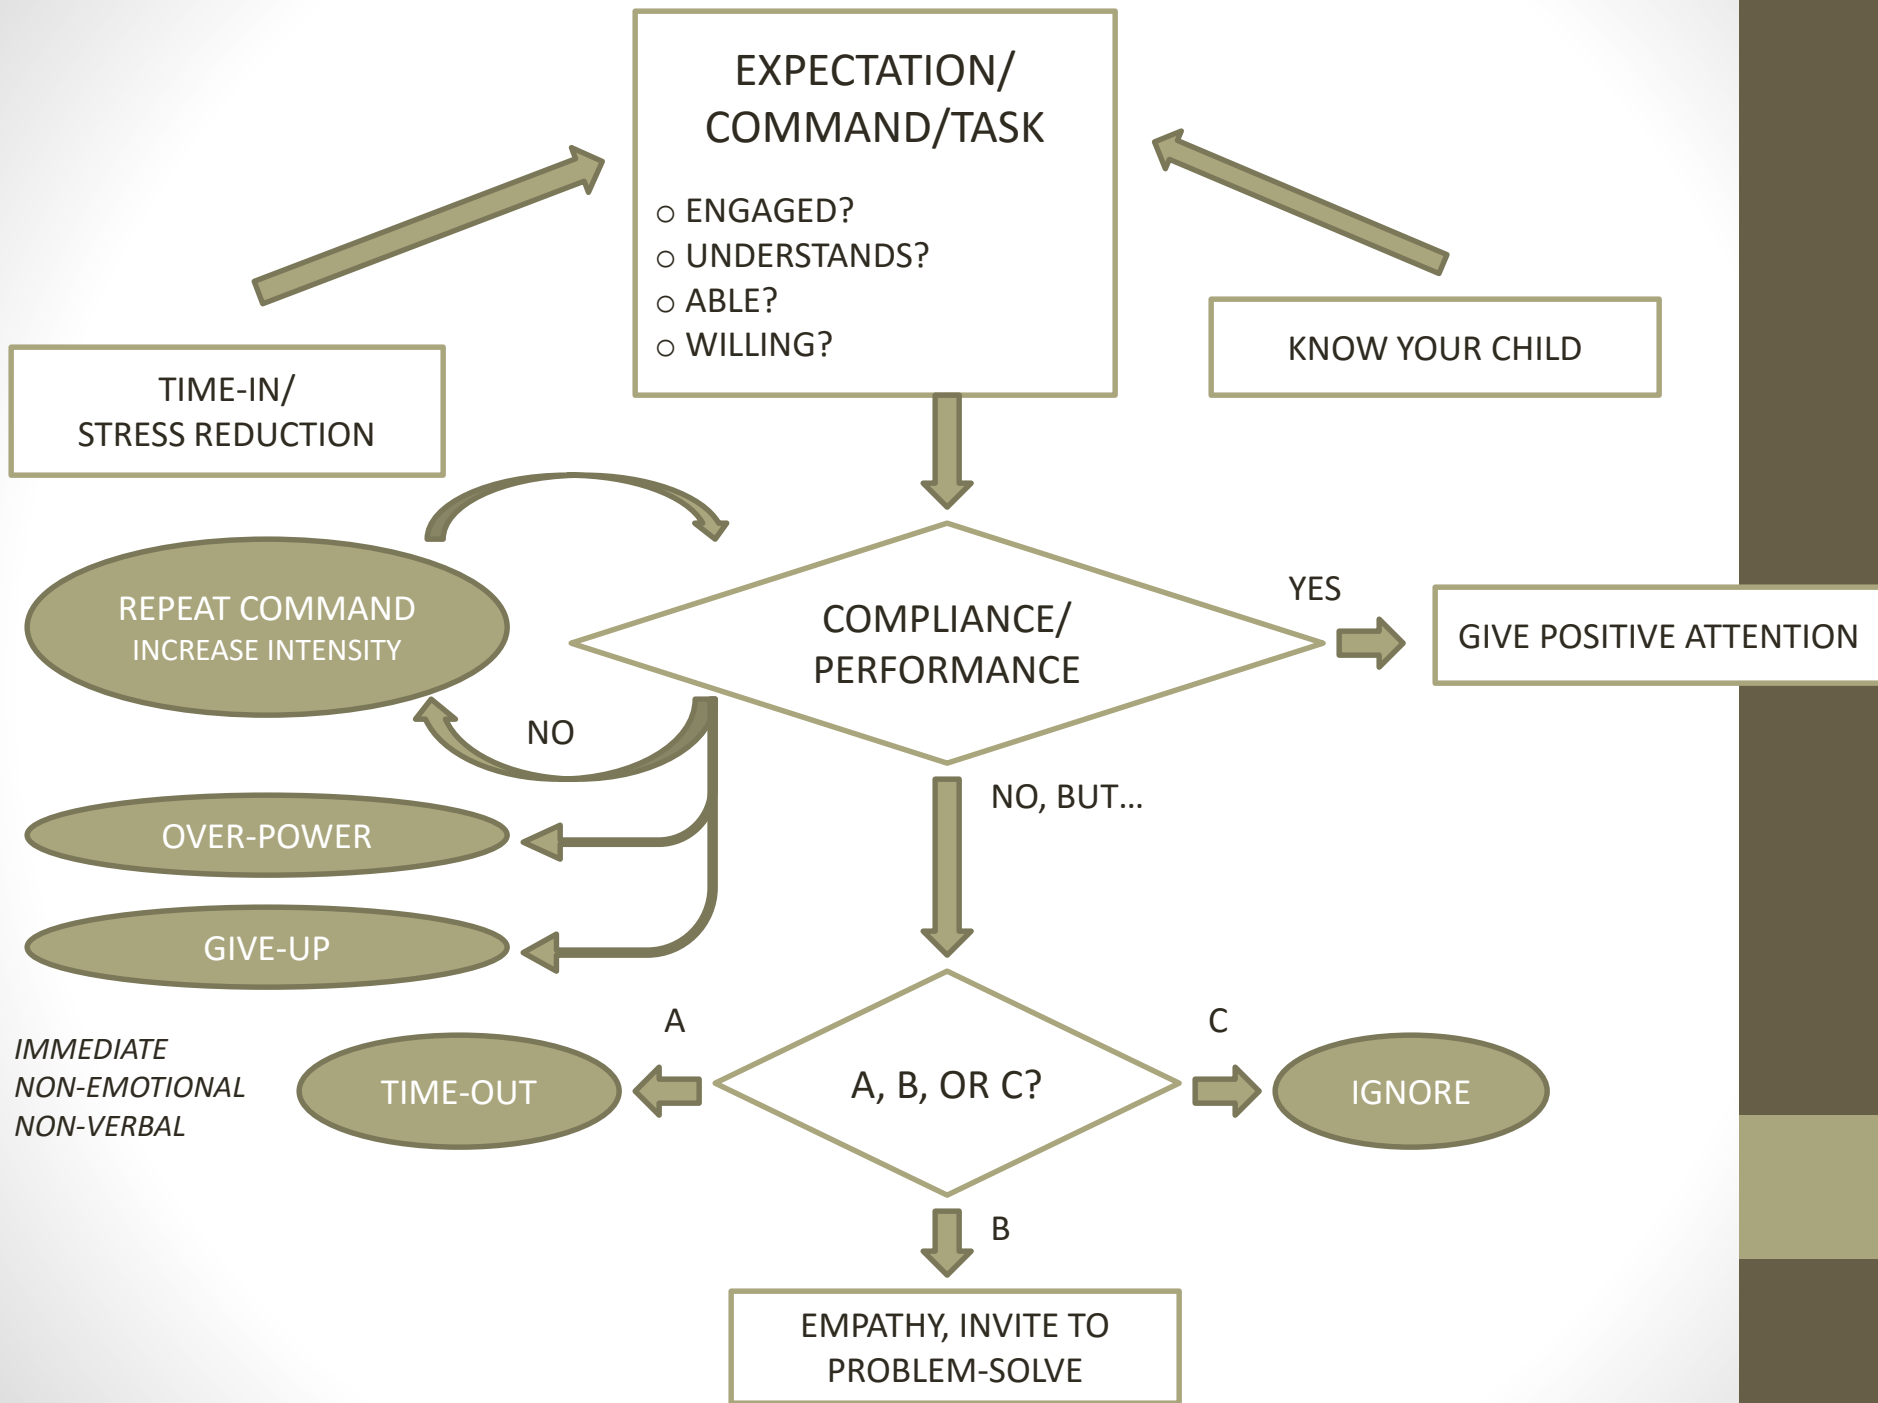 EXPECTATION/
COMMAND/TASK
○ ENGAGED?
○ UNDERSTANDS?
○ ABLE?
○ WILLING?
KNOW YOUR CHILD
TIME-IN/
STRESS REDUCTION
REPEAT COMMAND
INCREASE INTENSITY
COMPLIANCE/
PERFORMANCE
YES
GIVE POSITIVE ATTENTION
NO
NO, BUT…
OVER-POWER
GIVE-UP
A
C
IMMEDIATE
NON-EMOTIONAL
NON-VERBAL
TIME-OUT
A, B, OR C?
IGNORE
B
EMPATHY, INVITE TO
PROBLEM-SOLVE